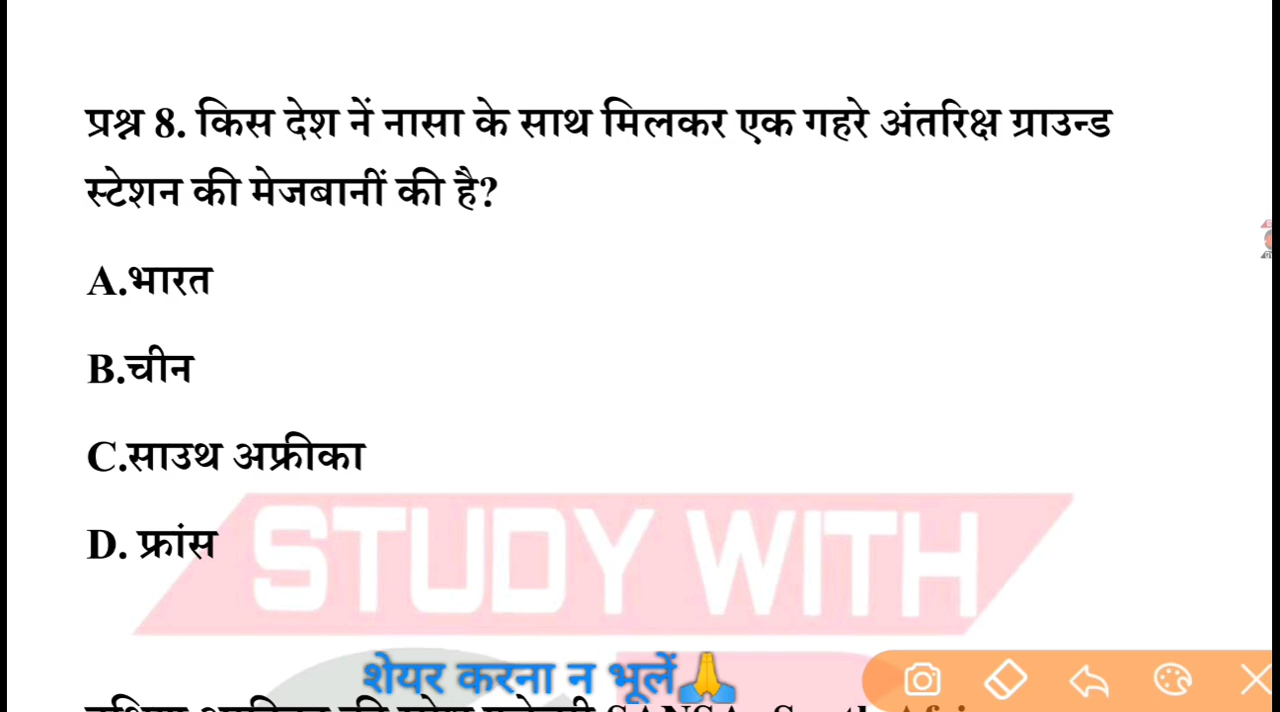 प्रश्न 8. किस देश नें नासा के साथ मिलकर एक गहरे अंतरिक्ष ग्राउन्ड
स्टेशन की मेजबानीं की है?
A.भारत
B.चीन
C.साउथ अफ्रीका
D. फ्रांस
STUDY WITH
शेयर करना न भूलें🙏